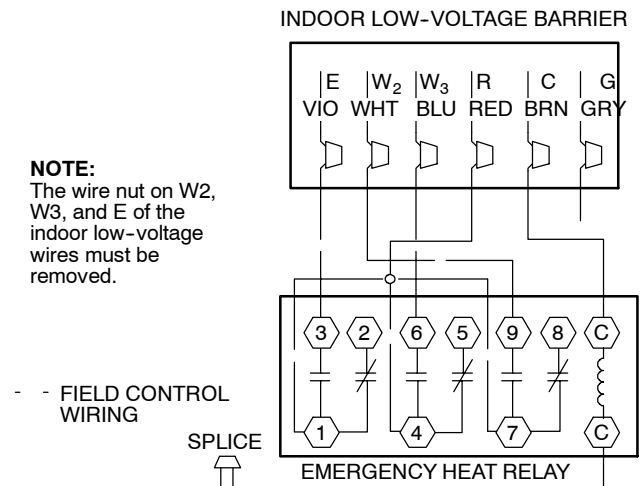 INDOOR LOW-VOLTAGE BARRIER
E W2 W3 R C G
VIO WHT BLU RED BRN GRY
NOTE:
The wire nut on W2,
W3, and E of the
indoor low-voltage
wires must be
removed.
3 2 6 5 9 8 C
- - FIELD CONTROL
WIRING
1 4 7 C
SPLICE
EMERGENCY HEAT RELAY